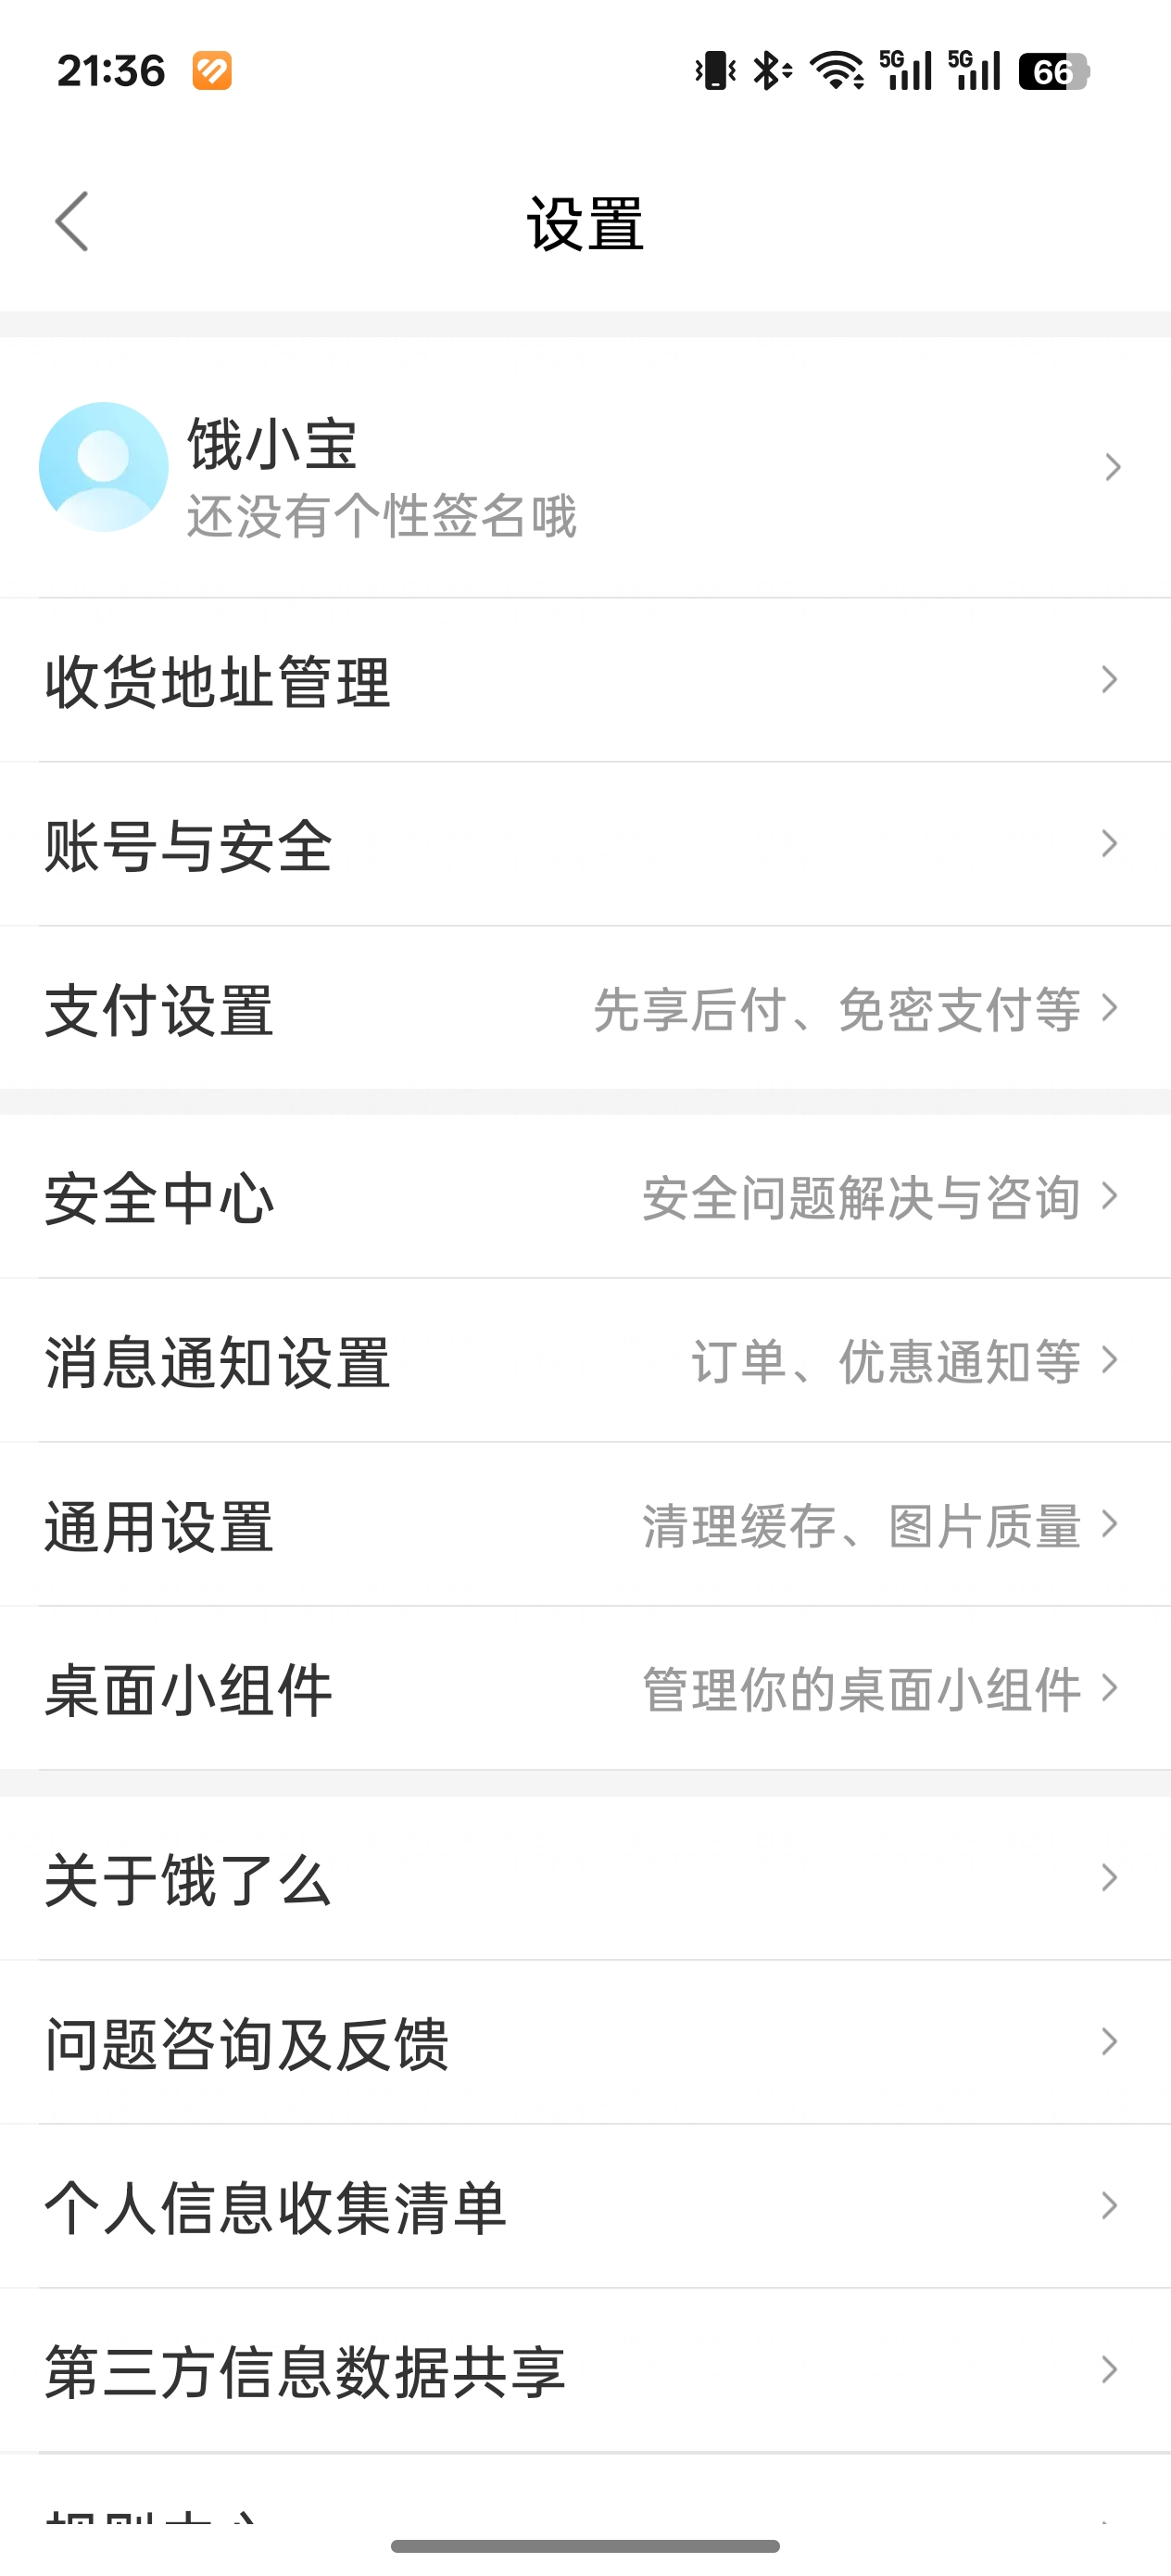 21:36
5G 5G 66
设置
饿小宝
还没有个性签名哦
收货地址管理
账号与安全
支付设置 先享后付、免密支付等
安全中心 安全问题解决与咨询
消息通知设置 订单、优惠通知等
通用设置 清理缓存、图片质量
桌面小组件 管理你的桌面小组件
关于饿了么
问题咨询及反馈
个人信息收集清单
第三方信息数据共享